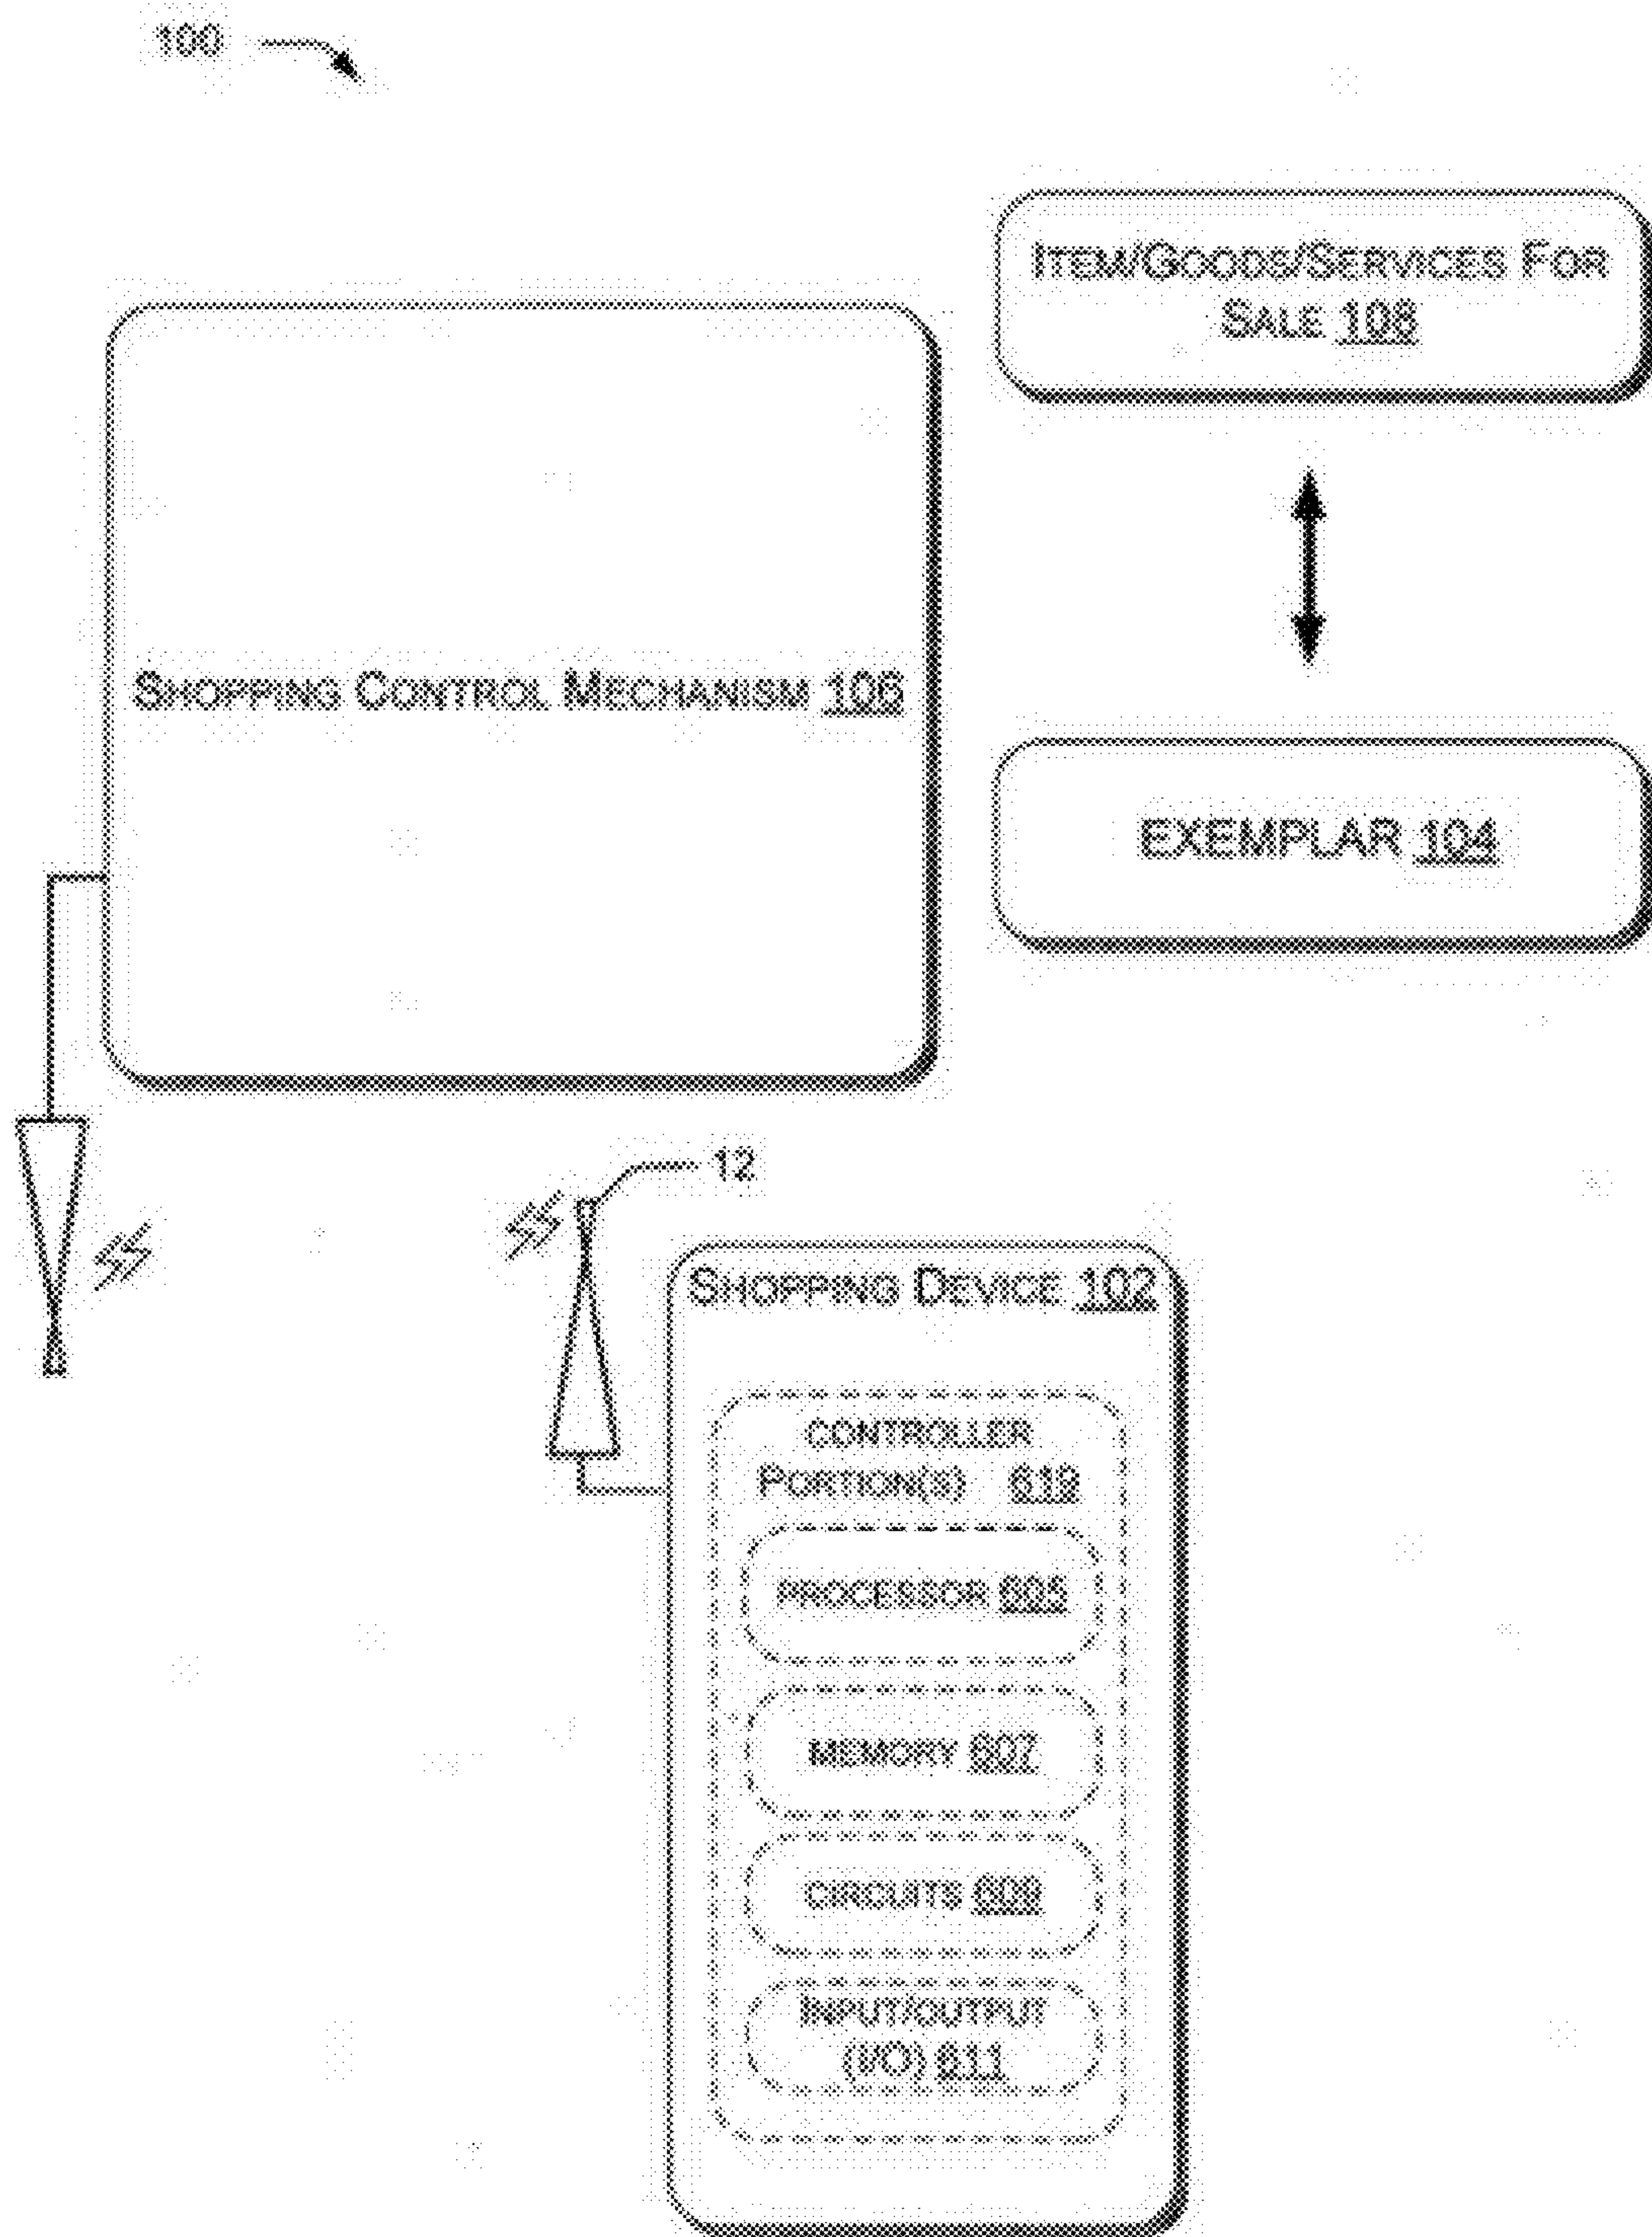 100
ITEM/GOODS/SERVICES FOR
SALE 108
SHOPPING CONTROL MECHANISM 106
EXEMPLAR 104
12
SHOPPING DEVICE 102
CONTROLLER
PORTION(S) 619
PROCESSOR 605
MEMORY 607
CIRCUITS 609
INPUT/OUTPUT
(I/O) 611